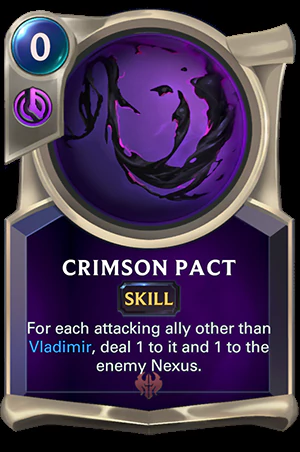 0
CRIMSON PACT
SKILL
For each attacking ally other than
Vladimir, deal 1 to it and 1 to the
enemy Nexus.